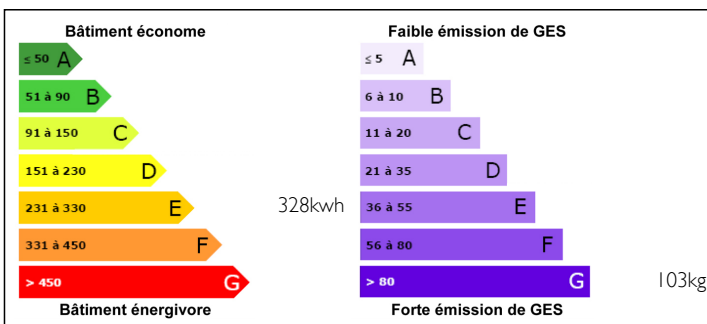 Bâtiment économe
≤ 50 A
51 à 90 B
91 à 150 C
151 à 230 D
231 à 330 E
328kwh
331 à 450 F
> 450 G
Bâtiment énergivore
Faible émission de GES
≤ 5 A
6 à 10 B
11 à 20 C
21 à 35 D
36 à 55 E
56 à 80 F
> 80 G
103kg
Forte émission de GES